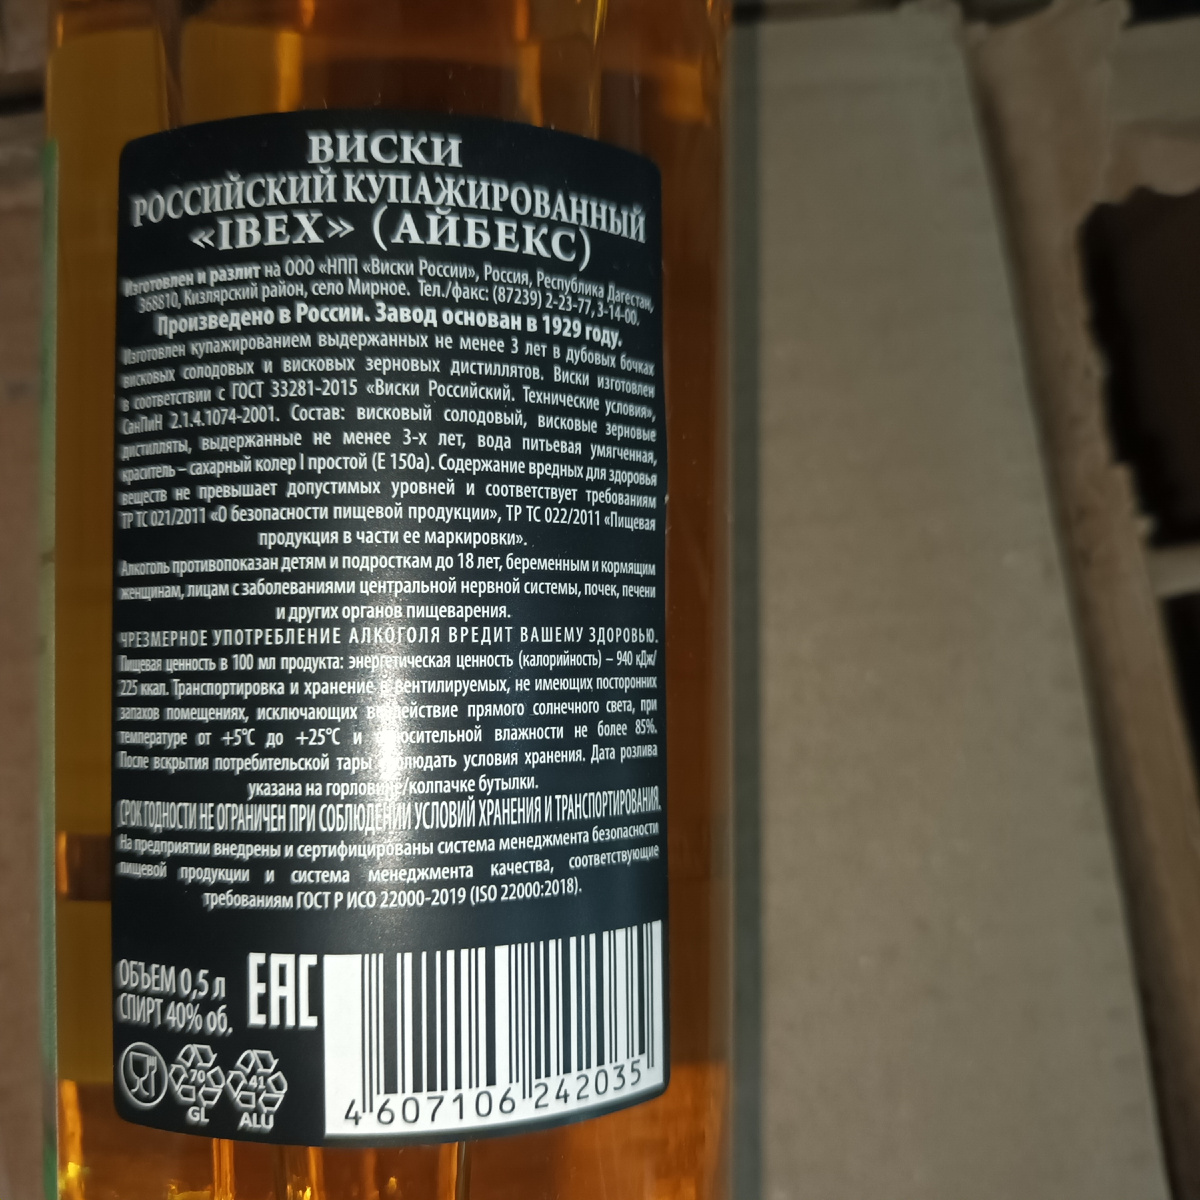 ВИСКИ
РОССИЙСКИЙ КУПАЖИРОВАННЫЙ
«IBEX» (АЙБЕКС)
Изготовлен и разлит на ООО «НПП «Виски России», Россия, Республика Дагестан,
368810, Кизлярский район, село Мирное. Тел./факс: (87239) 2-23-77, 3-14-00.
Произведено в России. Завод основан в 1929 году.
Изготовлен купажированием выдержанных не менее 3 лет в дубовых бочках
висковых солодовых и висковых зерновых дистиллятов. Виски изготовлен
в соответствии с ГОСТ 33281-2015 «Виски Российский. Технические условия»,
СанПиН 2.1.4.1074-2001. Состав: висковый солодовый, висковые зерновые
дистилляты, выдержанные не менее 3-х лет, вода питьевая умягченная,
краситель – сахарный колер I простой (Е 150а). Содержание вредных для здоровья
веществ не превышает допустимых уровней и соответствует требованиям
ТР ТС 021/2011 «О безопасности пищевой продукции», ТР ТС 022/2011 «Пищевая
продукция в части ее маркировки».
Алкоголь противопоказан детям и подросткам до 18 лет, беременным и кормящим
женщинам, лицам с заболеваниями центральной нервной системы, почек, печени
и других органов пищеварения.
ЧРЕЗМЕРНОЕ УПОТРЕБЛЕНИЕ АЛКОГОЛЯ ВРЕДИТ ВАШЕМУ ЗДОРОВЬЮ.
Пищевая ценность в 100 мл продукта: энергетическая ценность (калорийность) – 940 кДж/
225 ккал. Транспортировка и хранение в вентилируемых, не имеющих посторонних
запахов помещениях, исключающих воздействие прямого солнечного света, при
температуре от +5°С до +25°С и относительной влажности не более 85%.
После вскрытия потребительской тары соблюдать условия хранения. Дата розлива
указана на горловине/колпачке бутылки.
СРОК ГОДНОСТИ НЕ ОГРАНИЧЕН ПРИ СОБЛЮДЕНИИ УСЛОВИЙ ХРАНЕНИЯ И ТРАНСПОРТИРОВАНИЯ.
На предприятии внедрены и сертифицированы система менеджмента безопасности
пищевой продукции и система менеджмента качества, соответствующие
требованиям ГОСТ Р ИСО 22000-2019 (ISO 22000:2018).
ОБЪЕМ 0,5 л
СПИРТ 40% об.
ЕАС
70
GL
41
ALU
4 607106 242035